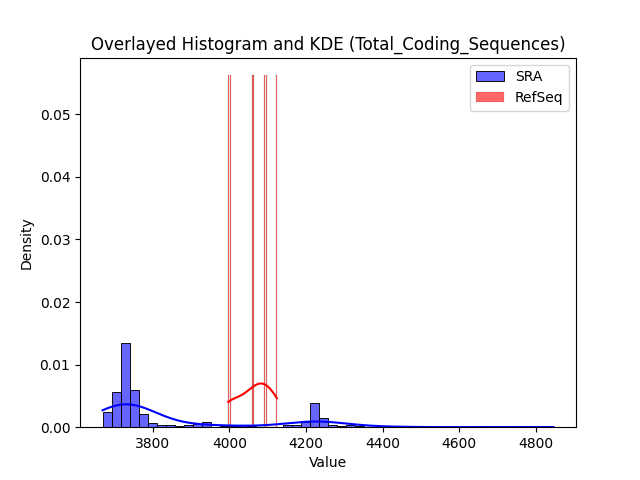 Overlayed Histogram and KDE (Total_Coding_Sequences)
SRA
RefSeq
0.05
0.04
0.03
0.02
0.01
0.00
Density
3800
4000
4200
4400
4600
4800
Value